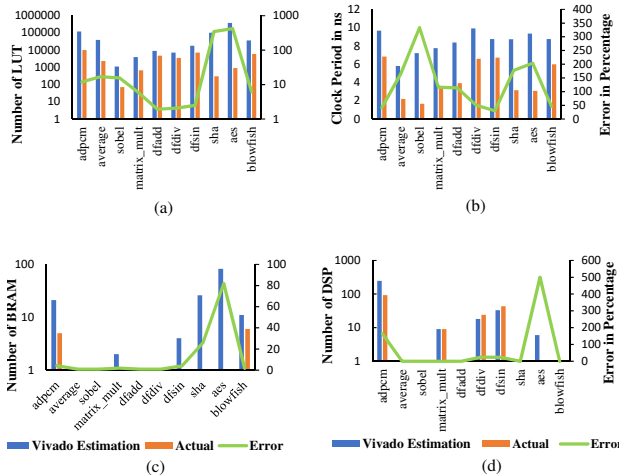 1000000
100000
10000
1000
100
10
1
Number of LUT
1000
100
10
1
adpcm
average
sobel
matrix_mult
dfadd
dfdiv
dfsin
sha
aes
blowfish
(a)
12
10
8
6
4
2
0
Clock Period in ns
400
350
300
250
200
150
100
50
0
Error in Percentage
adpcm
average
sobel
matrix_mult
dfadd
dfdiv
dfsin
sha
aes
blowfish
(b)
100
10
1
Number of BRAM
100
80
60
40
20
0
adpcm
average
sobel
matrix_mult
dfadd
dfdiv
dfsin
sha
aes
blowfish
Vivado Estimation
Actual
Error
(c)
1000
100
10
1
Number of DSP
600
500
400
300
200
100
0
Error in Percentage
adpcm
average
sobel
matrix_mult
dfadd
dfdiv
dfsin
sha
aes
blowfish
Vivado Estimation
Actual
Error
(d)